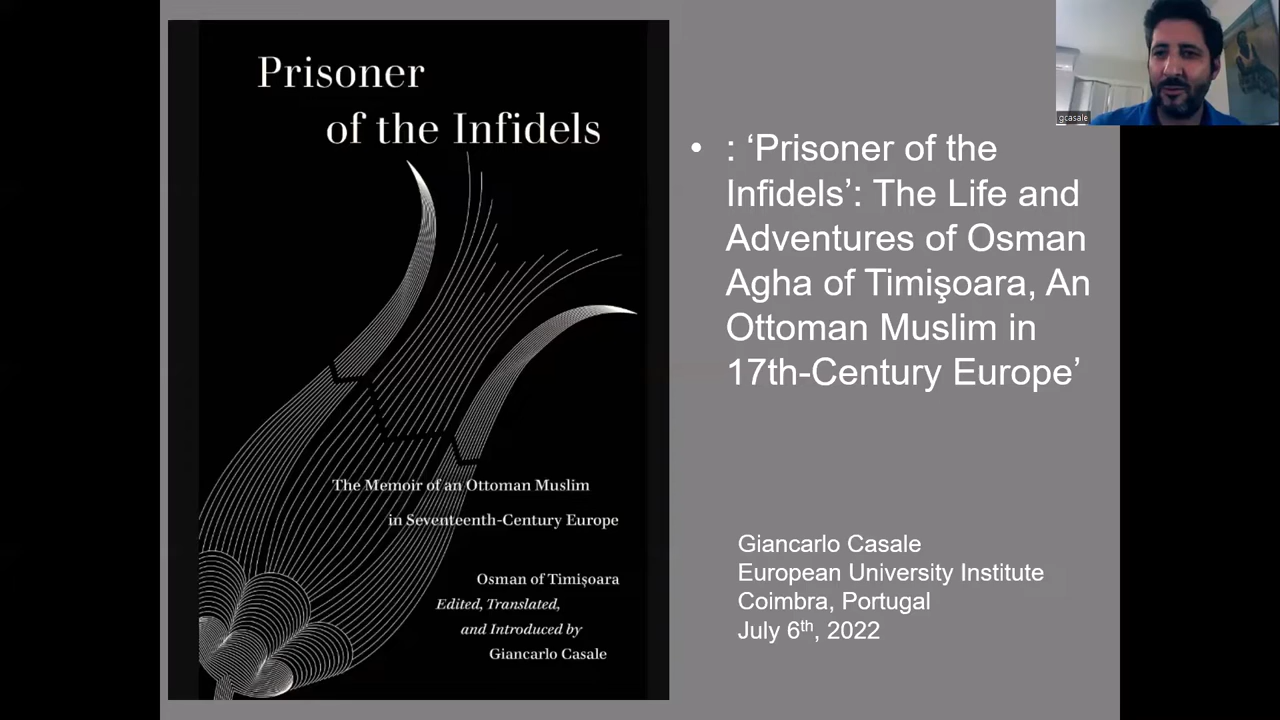 Prisoner
of the Infidels
The Memoir of an Ottoman Muslim
in Seventeenth-Century Europe
Osman of Timişoara
Edited, Translated,
and Introduced by
Giancarlo Casale
• : ‘Prisoner of the
Infidels’: The Life and
Adventures of Osman
Agha of Timişoara, An
Ottoman Muslim in
17th-Century Europe’
Giancarlo Casale
European University Institute
Coimbra, Portugal
July 6th, 2022
gcasale